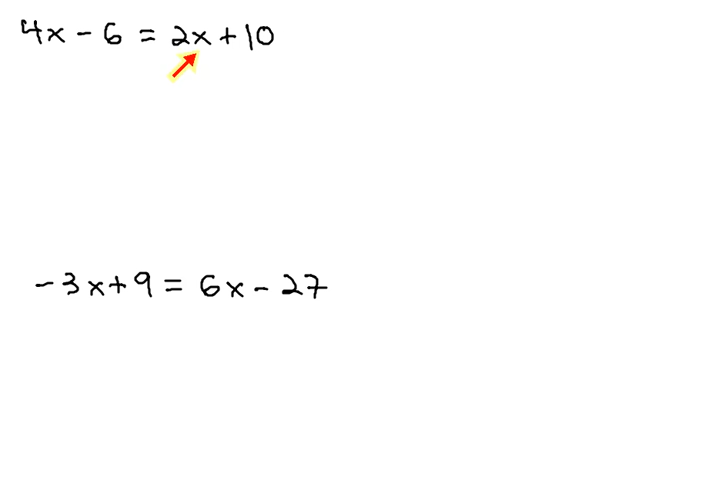 4x - 6 = 2x + 10
-3x + 9 = 6x - 27